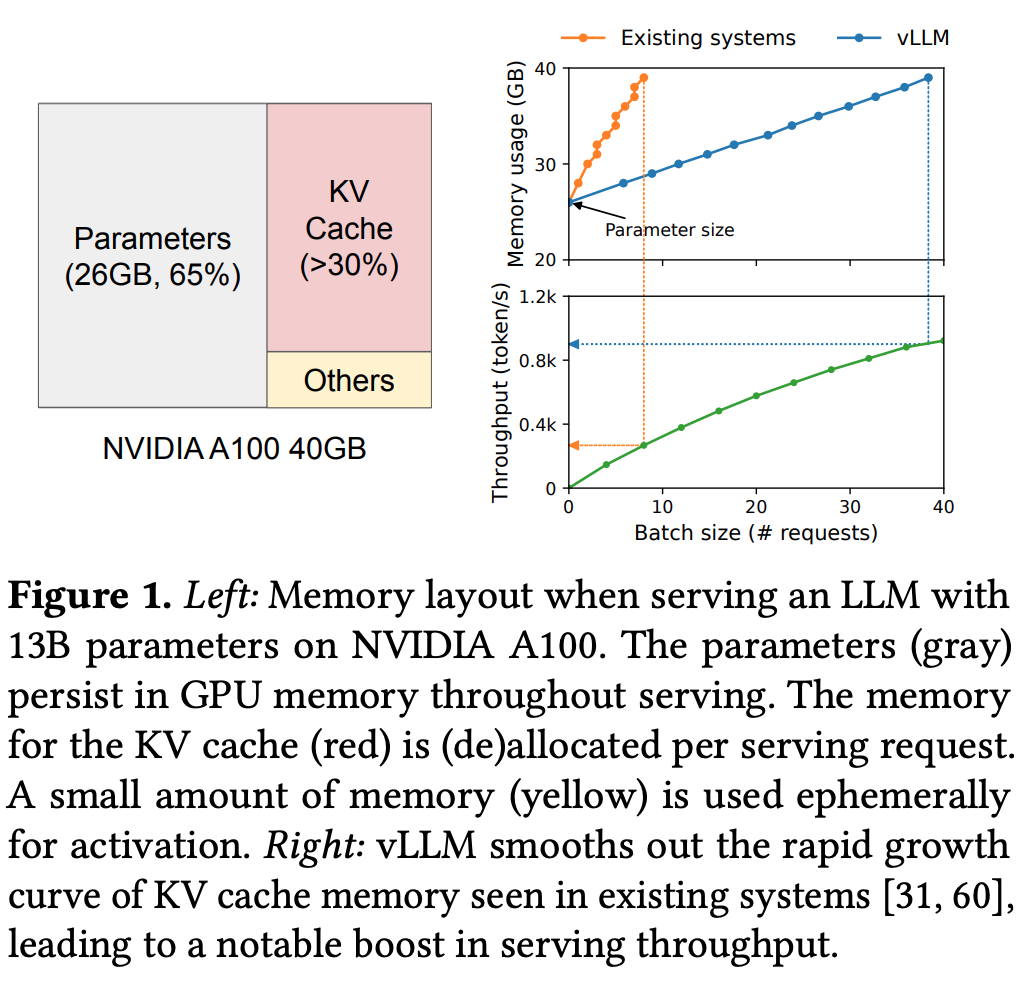 Parameters
(26GB, 65%)
KV
Cache
(>30%)
Others
NVIDIA A100 40GB
Existing systems
vLLM
Memory usage (GB)
40
30
20
Parameter size
Throughput (token/s)
1.2k
0.8k
0.4k
0
0
10
20
30
40
Batch size (# requests)
Figure 1. Left: Memory layout when serving an LLM with
13B parameters on NVIDIA A100. The parameters (gray)
persist in GPU memory throughout serving. The memory
for the KV cache (red) is (de)allocated per serving request.
A small amount of memory (yellow) is used ephemerally
for activation. Right: vLLM smooths out the rapid growth
curve of KV cache memory seen in existing systems [31, 60],
leading to a notable boost in serving throughput.